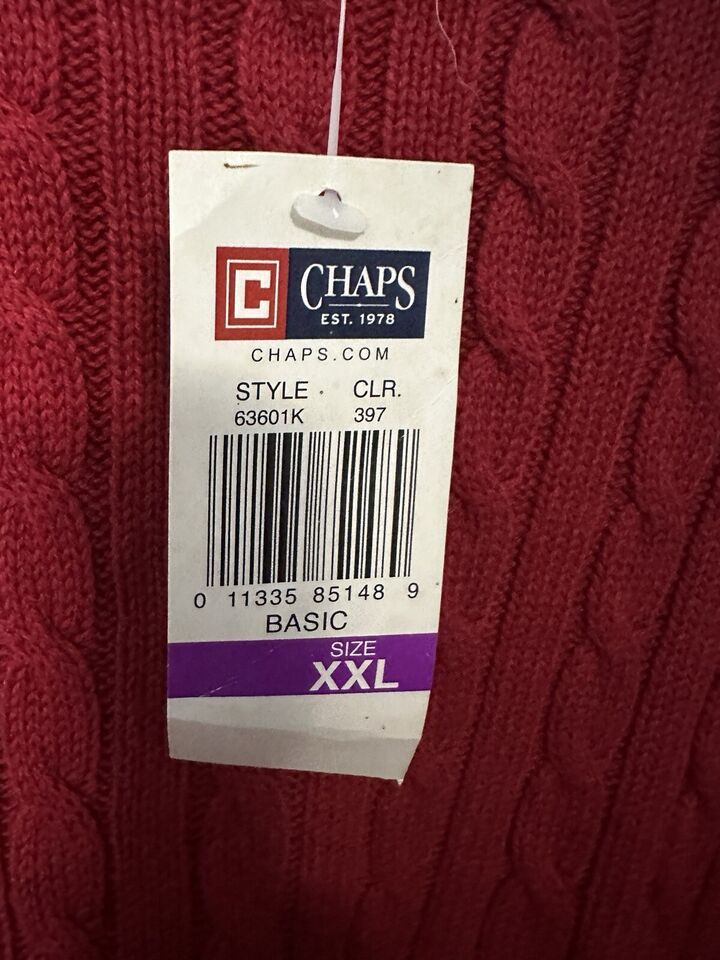 C CHAPS
EST. 1978
CHAPS.COM
STYLE CLR.
63601K 397
0 11335 85148 9
BASIC
SIZE
XXL